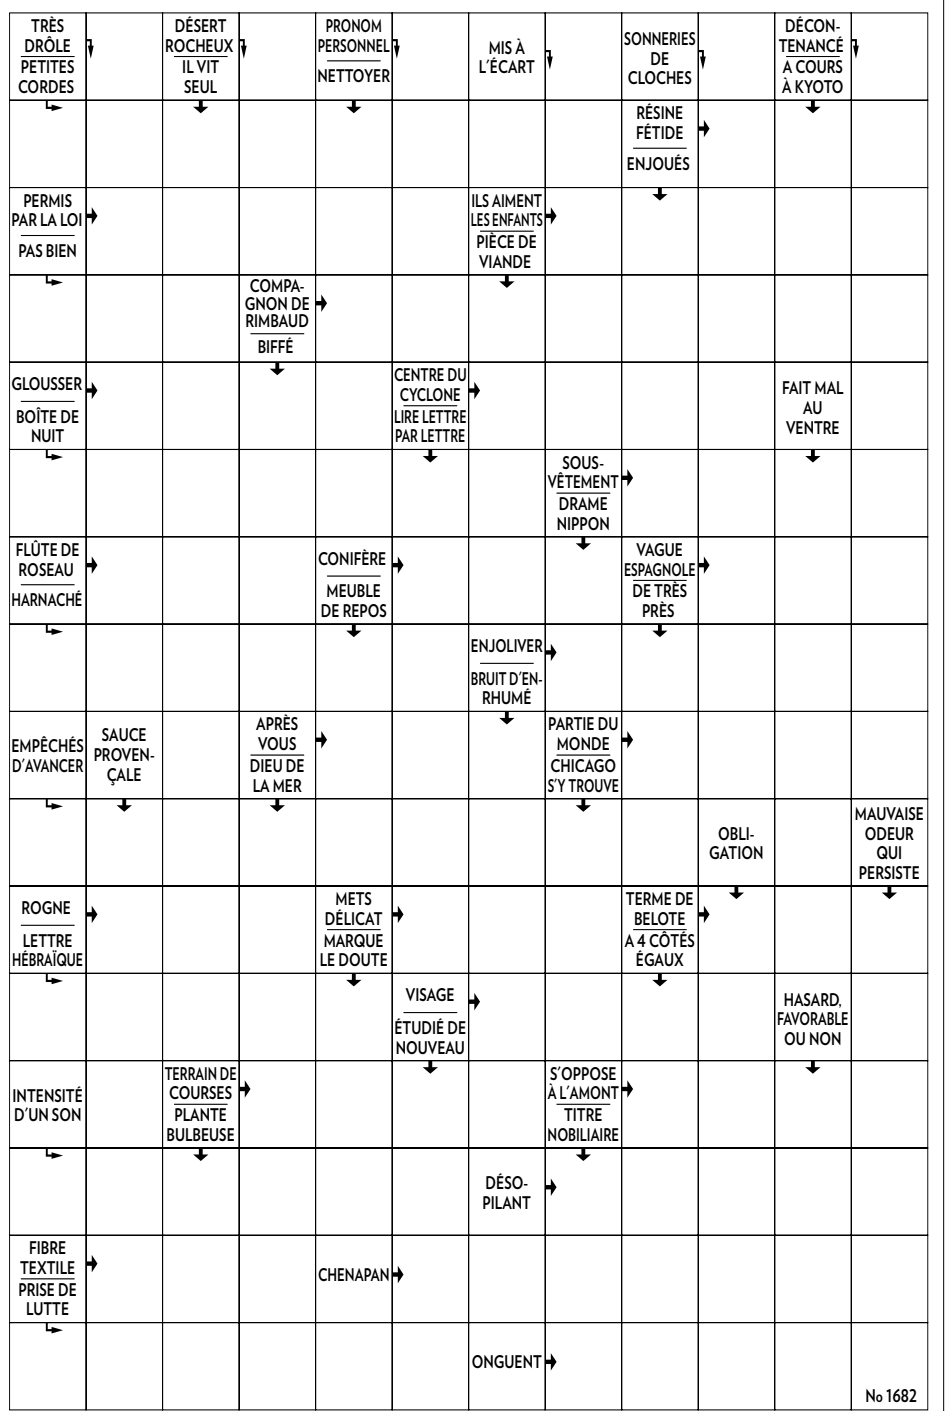 TRÈS
DRÔLE
PETITES
CORDES
DÉSERT
ROCHEUX
IL VIT
SEUL
PRONOM
PERSONNEL
NETTOYER
MIS À
L'ÉCART
SONNERIES
DE
CLOCHES
DÉCON-
TENANCÉ
A COURS
À KYOTO
RÉSINE
FÉTIDE
ENJOUÉS
PERMIS
PAR LA LOI
PAS BIEN
ILS AIMENT
LES ENFANTS
PIÈCE DE
VIANDE
COMPA-
GNON DE
RIMBAUD
BIFFÉ
GLOUSSER
BOÎTE DE
NUIT
CENTRE DU
CYCLONE
LIRE LETTRE
PAR LETTRE
FAIT MAL
AU
VENTRE
SOUS-
VÊTEMENT
DRAME
NIPPON
FLÛTE DE
ROSEAU
HARNACHÉ
CONIFÈRE
MEUBLE
DE REPOS
VAGUE
ESPAGNOLE
DE TRÈS
PRÈS
ENJOLIVER
BRUIT D'EN-
RHUMÉ
EMPÊCHÉS
D'AVANCER
SAUCE
PROVEN-
ÇALE
APRÈS
VOUS
DIEU DE
LA MER
PARTIE DU
MONDE
CHICAGO
S'Y TROUVE
OBLI-
GATION
MAUVAISE
ODEUR
QUI
PERSISTE
ROGNE
LETTRE
HÉBRAÏQUE
METS
DÉLICAT
MARQUE
LE DOUTE
TERME DE
BELOTE
A 4 CÔTÉS
ÉGAUX
VISAGE
ÉTUDIÉ DE
NOUVEAU
HASARD,
FAVORABLE
OU NON
INTENSITÉ
D'UN SON
TERRAIN DE
COURSES
PLANTE
BULBEUSE
S'OPPOSE
À L'AMONT
TITRE
NOBILIAIRE
DÉSO-
PILANT
FIBRE
TEXTILE
PRISE DE
LUTTE
CHENAPAN
ONGUENT
No 1682